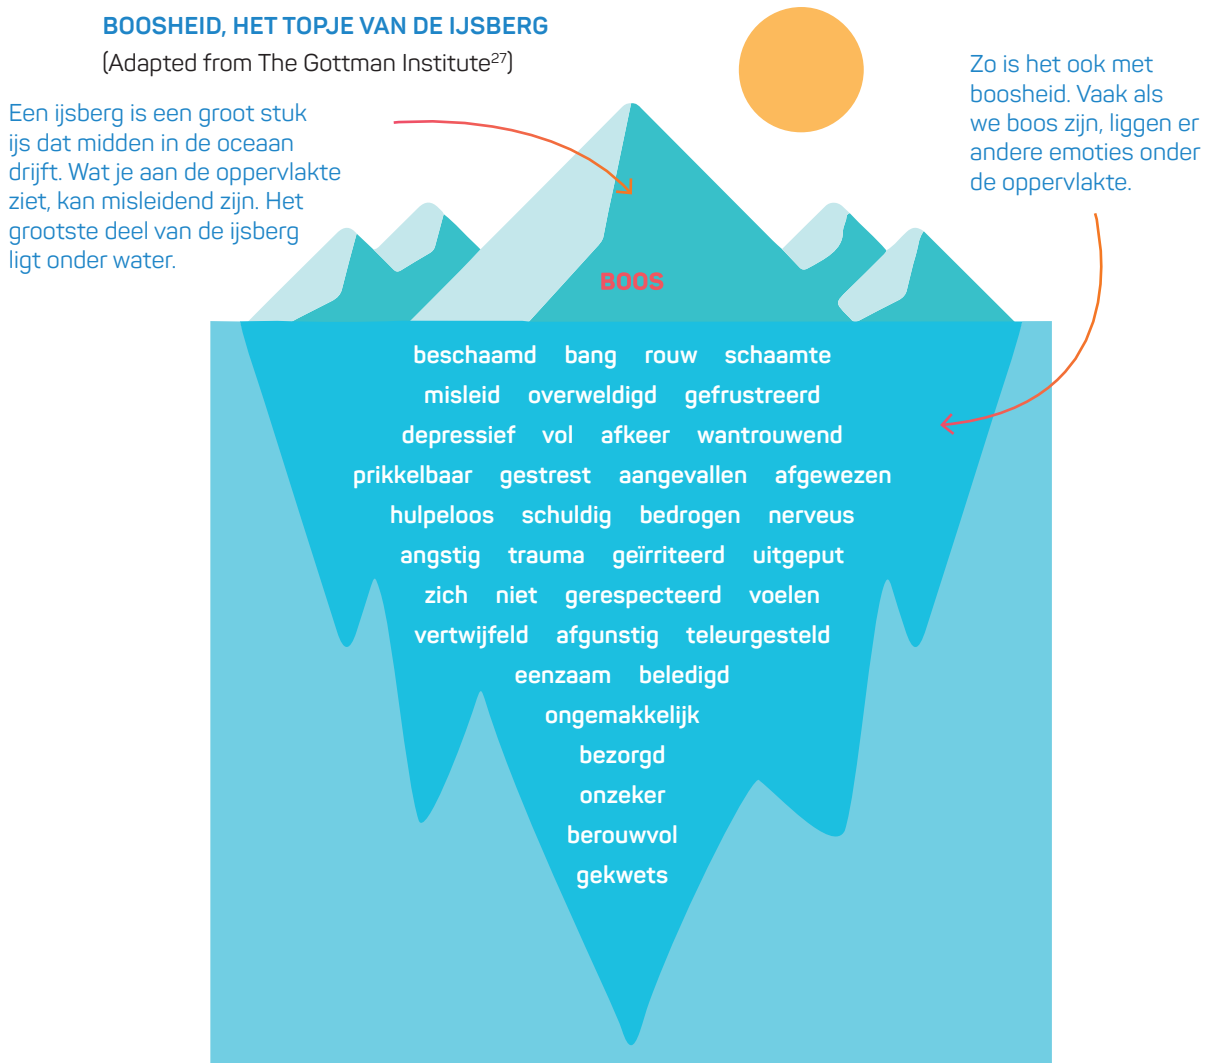 BOOSHEID, HET TOPJE VAN DE IJSBERG
(Adapted from The Gottman Institute²⁷)
Een ijsberg is een groot stuk
ijs dat midden in de oceaan
drijft. Wat je aan de oppervlakte
ziet, kan misleidend zijn. Het
grootste deel van de ijsberg
ligt onder water.
Zo is het ook met
boosheid. Vaak als
we boos zijn, liggen er
andere emoties onder
de oppervlakte.
BOOS
beschaamd bang rouw schaamte
misleid overweldigd gefrustreerd
depressief vol afkeer wantrouwend
prikkelbaar gestrest aangevallen afgewezen
hulpeloos schuldig bedrogen nerveus
angstig trauma geïrriteerd uitgeput
zich niet gerespecteerd voelen
vertwijfeld afgunstig teleurgesteld
eenzaam beledigd
ongemakkelijk
bezorgd
onzeker
berouwvol
gekwets